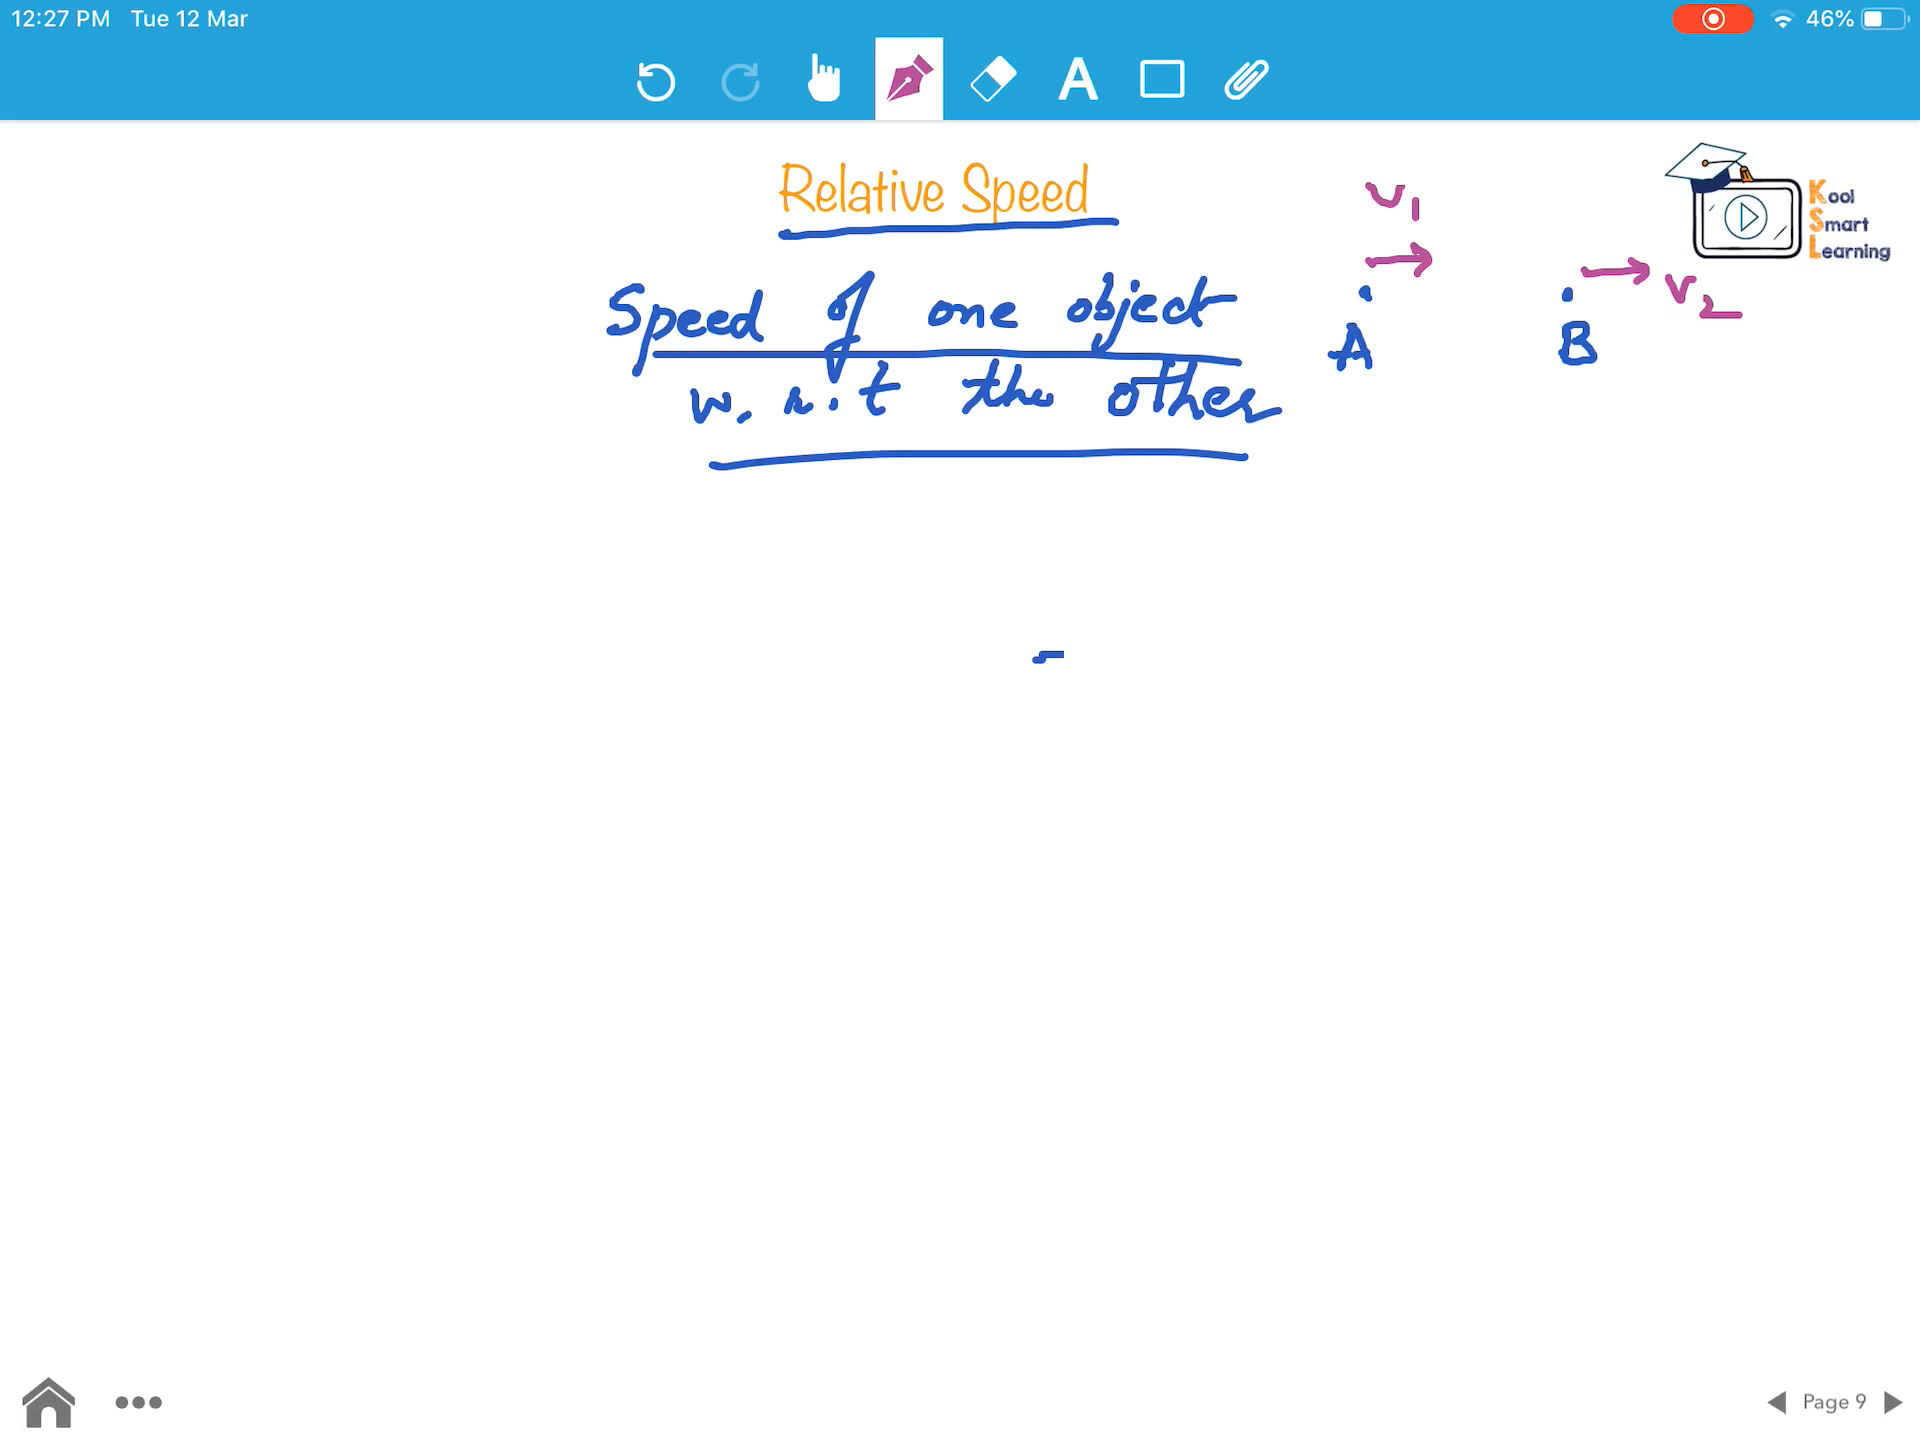 12:27 PM Tue 12 Mar
46%
A
Relative Speed
Kool
Smart
Learning
v1
v2
Speed of one object
A B
w.r.t the other
Page 9